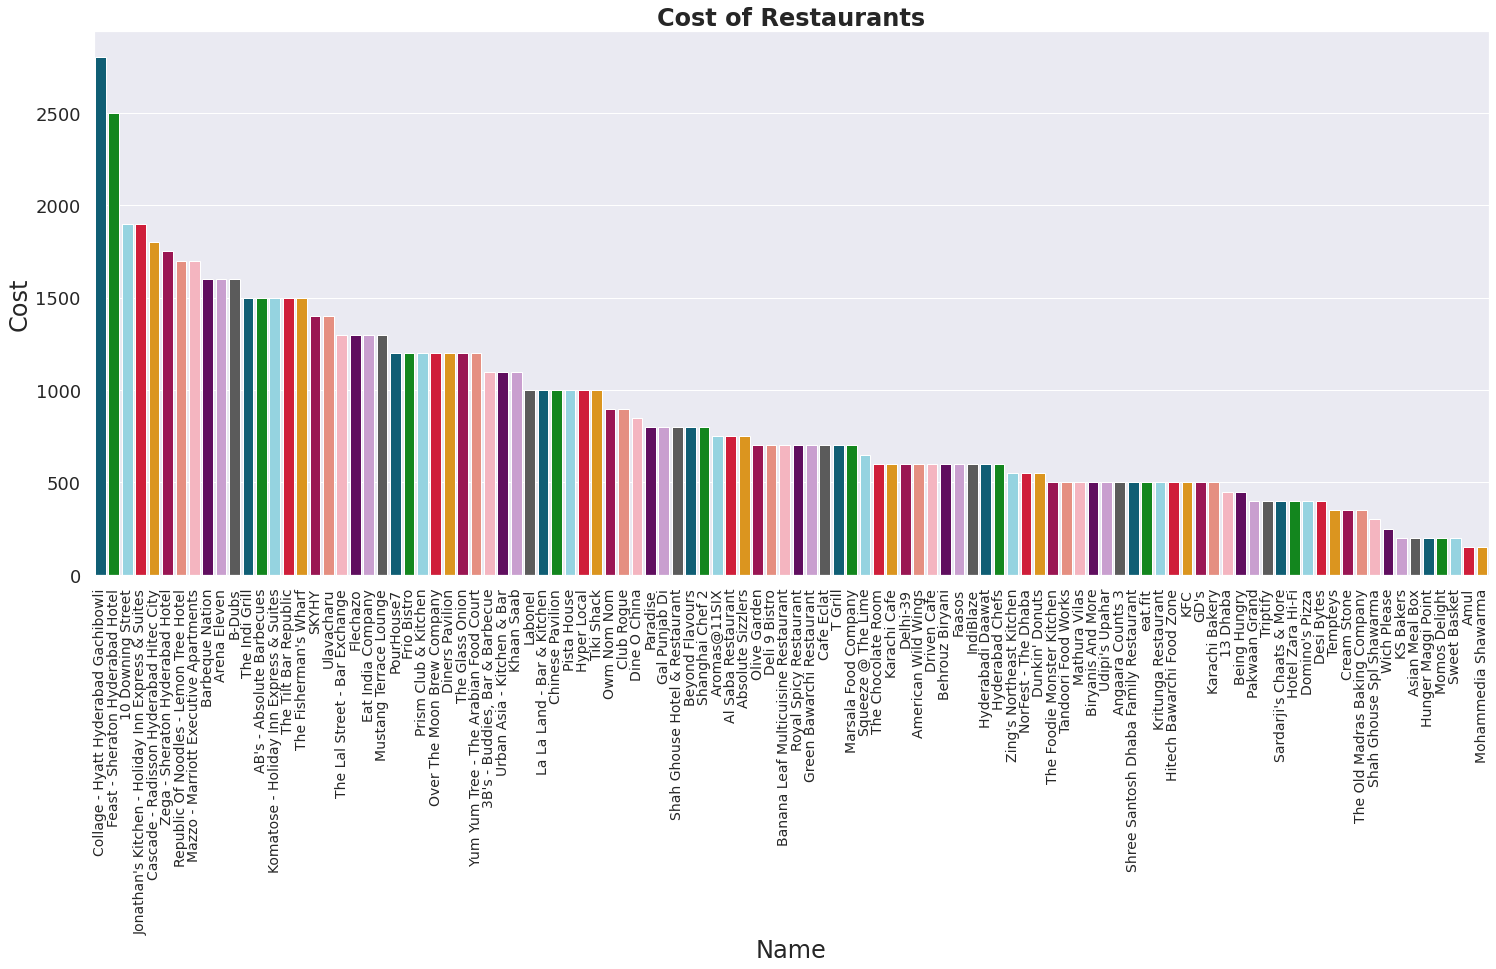 Cost of Restaurants
Cost
2500
2000
1500
1000
500
0
Collage - Hyatt Hyderabad Gachibowli
Feast - Sheraton Hyderabad Hotel
10 Downing Street
Jonathan's Kitchen - Holiday Inn Express & Suites
Cascade - Radisson Hyderabad Hitec City
Zega - Sheraton Hyderabad Hotel
Republic Of Noodles - Lemon Tree Hotel
Mazzo - Marriott Executive Apartments
Barbeque Nation
Arena Eleven
B-Dubs
The Indi Grill
AB's - Absolute Barbecues
Komatose - Holiday Inn Express & Suites
The Tilt Bar Republic
The Fisherman's Wharf
SKYHY
Ulavacharu
The Lal Street - Bar Exchange
Flechazo
Eat India Company
Mustang Terrace Lounge
PourHouse7
Frio Bistro
Prism Club & Kitchen
Over The Moon Brew Company
Diners Pavilion
The Glass Onion
Yum Yum Tree - The Arabian Food Court
3B's - Buddies, Bar & Barbecue
Urban Asia - Kitchen & Bar
Khaan Saab
Labonel
La La Land - Bar & Kitchen
Chinese Pavilion
Pista House
Hyper Local
Tiki Shack
Owm Nom Nom
Club Rogue
Dine O China
Paradise
Gal Punjab Di
Shah Ghouse Hotel & Restaurant
Beyond Flavours
Shanghai Chef 2
Aromas@11SIX
Al Saba Restaurant
Absolute Sizzlers
Olive Garden
Deli 9 Bistro
Banana Leaf Multicuisine Restaurant
Royal Spicy Restaurant
Green Bawarchi Restaurant
Cafe Eclat
T Grill
Marsala Food Company
Squeeze @ The Lime
The Chocolate Room
Karachi Cafe
Delhi-39
American Wild Wings
Driven Cafe
Behrouz Biryani
Faasos
IndiBlaze
Hyderabadi Daawat
Hyderabad Chefs
Zing's Northeast Kitchen
NorFest - The Dhaba
Dunkin' Donuts
The Foodie Monster Kitchen
Tandoori Food Works
Mathura Vilas
Biryanis And More
Udipi's Upahar
Angaara Counts 3
Shree Santosh Dhaba Family Restaurant
eat.fit
Kritunga Restaurant
Hitech Bawarchi Food Zone
KFC
GD's
Karachi Bakery
13 Dhaba
Being Hungry
Pakwaan Grand
Triptify
Sardarji's Chaats & More
Hotel Zara Hi-Fi
Domino's Pizza
Desi Bytes
Tempteys
Cream Stone
The Old Madras Baking Company
Shah Ghouse Spl Shawarma
Wich Please
KS Bakers
Asian Meal Box
Hunger Maggi Point
Momos Delight
Sweet Basket
Amul
Mohammedia Shawarma
Name